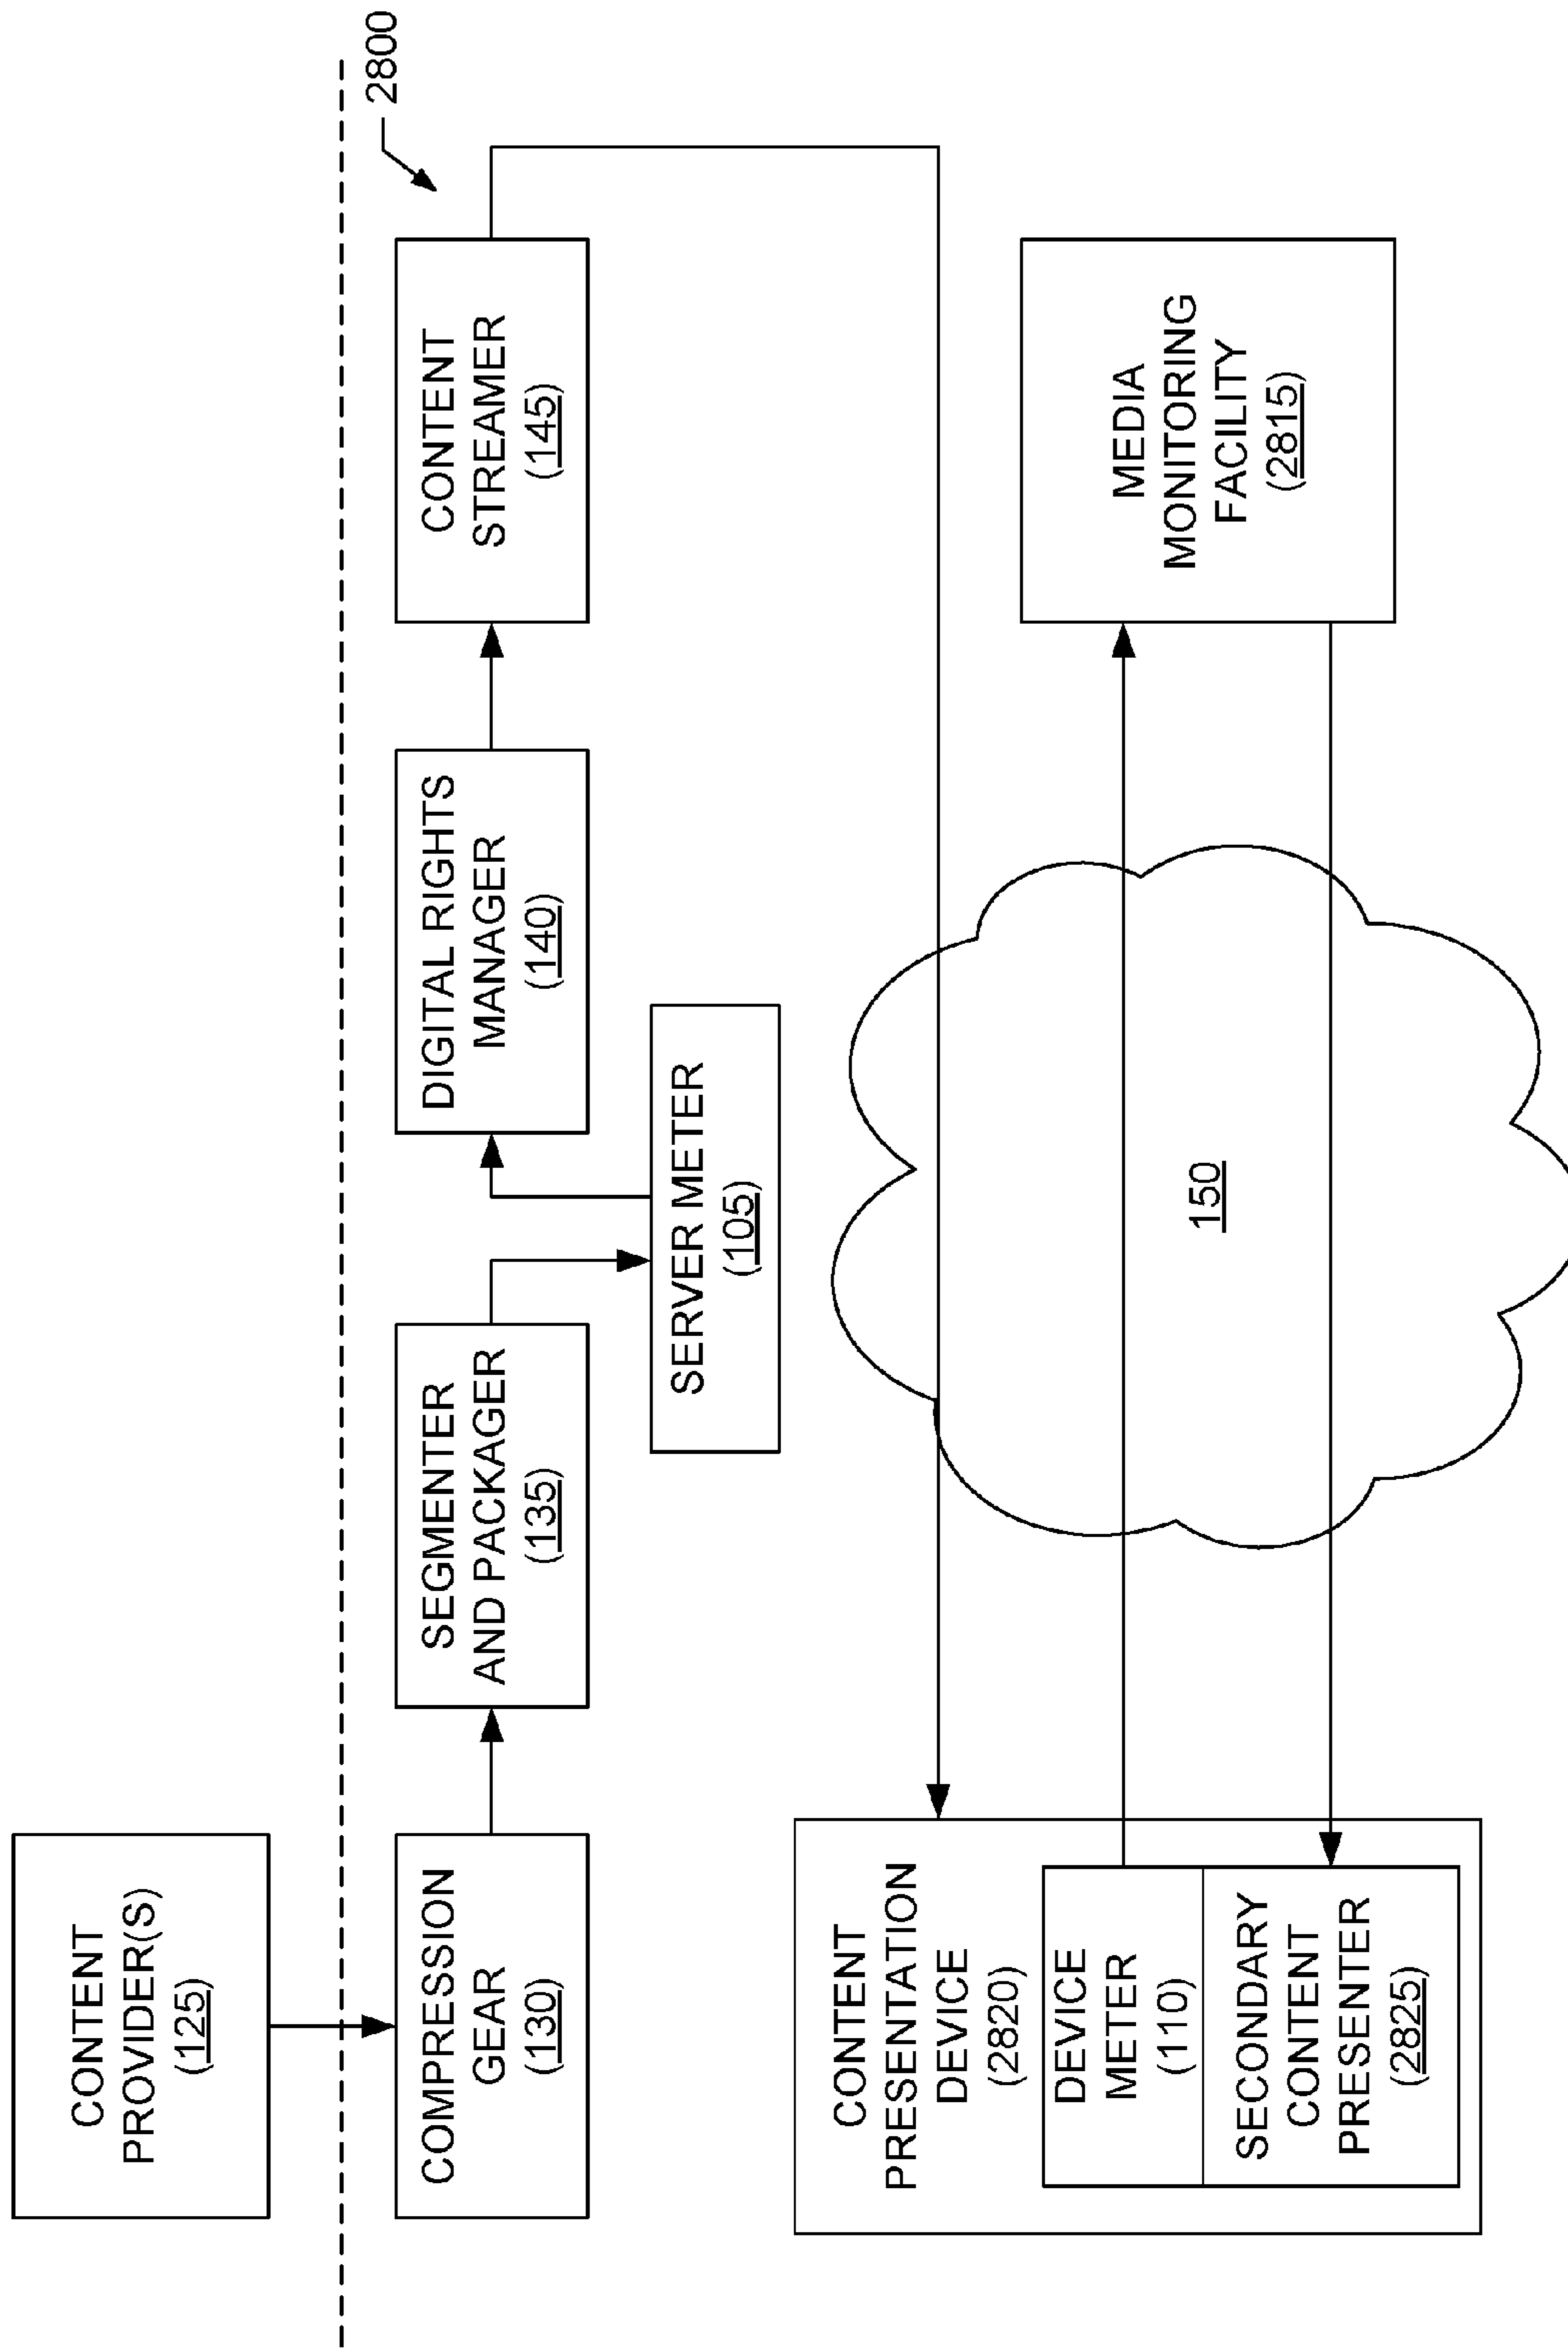 CONTENT
PROVIDER(S)
(125)
2800
COMPRESSION
GEAR
(130)
SEGMENTER
AND PACKAGER
(135)
DIGITAL RIGHTS
MANAGER
(140)
CONTENT
STREAMER
(145)
SERVER METER
(105)
CONTENT
PRESENTATION
DEVICE
(2820)
DEVICE
METER
(110)
SECONDARY
CONTENT
PRESENTER
(2825)
150
MEDIA
MONITORING
FACILITY
(2815)